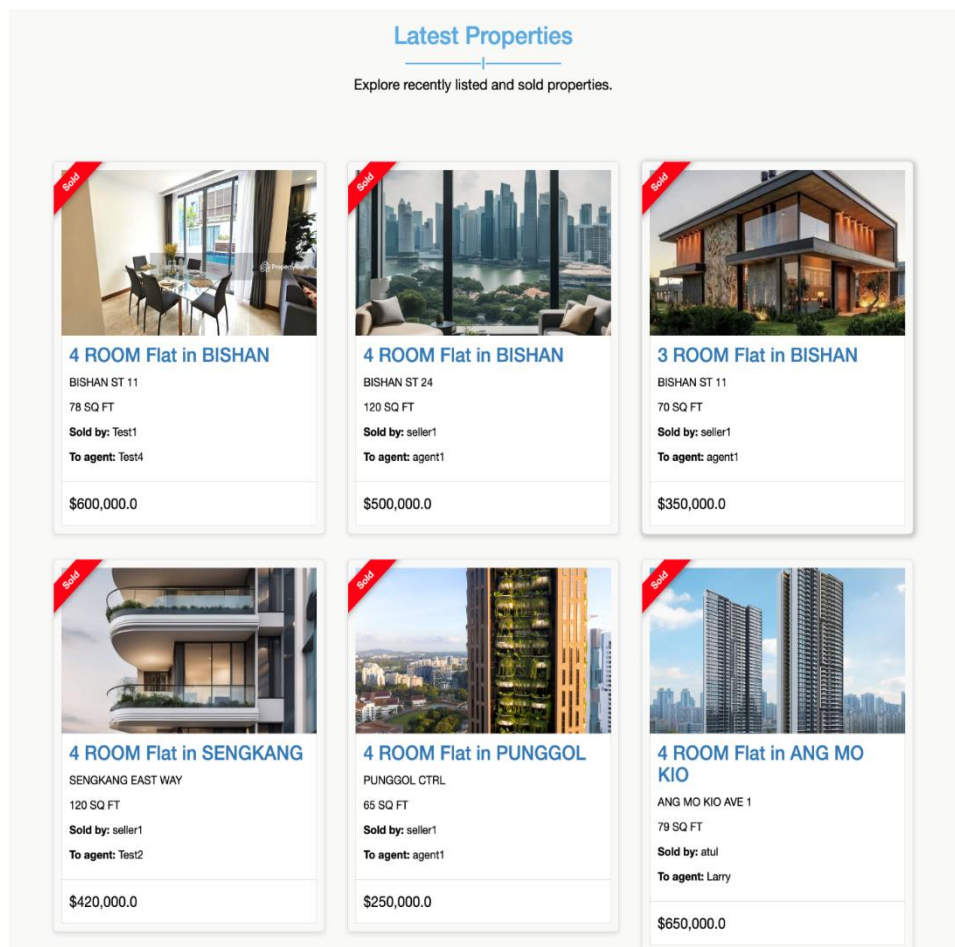 Latest Properties
Explore recently listed and sold properties.
Sold
PropertyGuru
4 ROOM Flat in BISHAN
BISHAN ST 11
78 SQ FT
Sold by: Test1
To agent: Test4
$600,000.0
Sold
4 ROOM Flat in BISHAN
BISHAN ST 24
120 SQ FT
Sold by: seller1
To agent: agent1
$500,000.0
Sold
3 ROOM Flat in BISHAN
BISHAN ST 11
70 SQ FT
Sold by: seller1
To agent: agent1
$350,000.0
Sold
4 ROOM Flat in SENGKANG
SENGKANG EAST WAY
120 SQ FT
Sold by: seller1
To agent: Test2
$420,000.0
Sold
4 ROOM Flat in PUNGGOL
PUNGGOL CTRL
65 SQ FT
Sold by: seller1
To agent: agent1
$250,000.0
Sold
4 ROOM Flat in ANG MO
KIO
ANG MO KIO AVE 1
79 SQ FT
Sold by: atul
To agent: Larry
$650,000.0